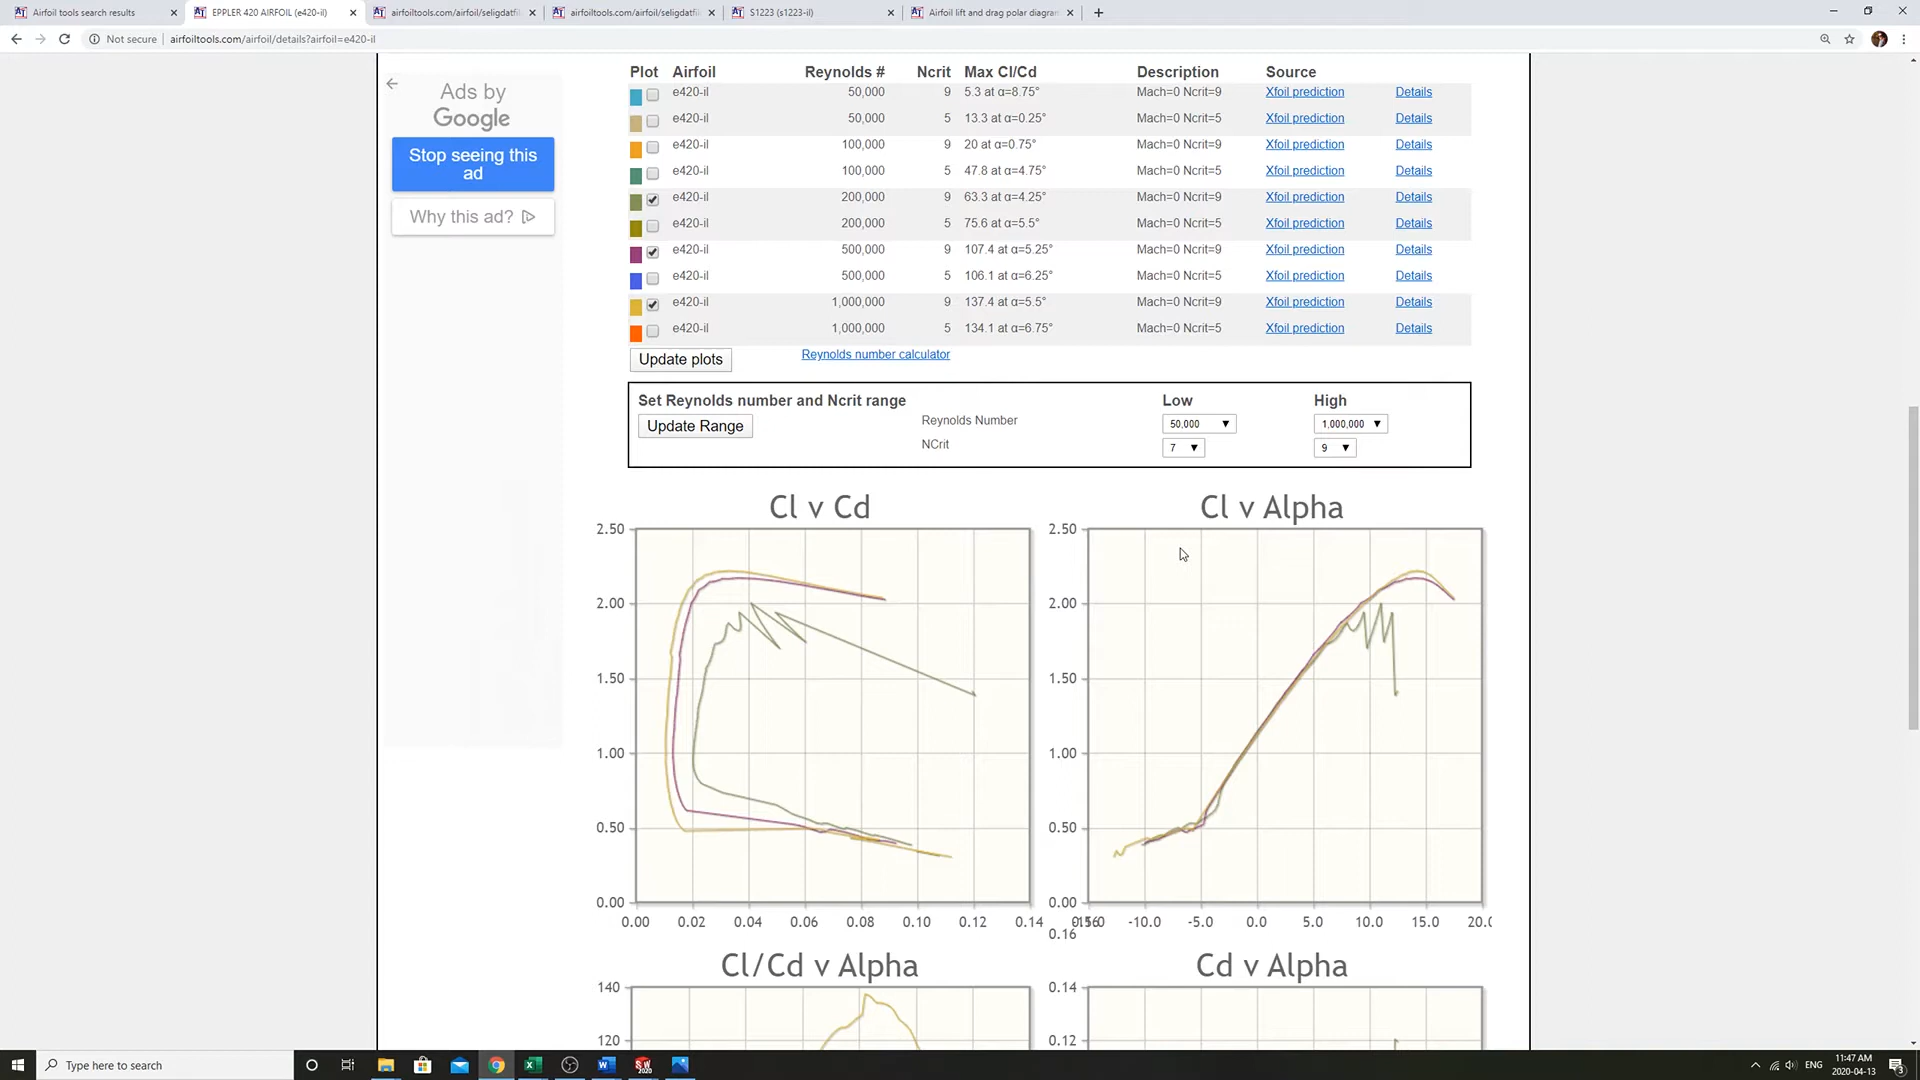 Airfoil tools search results
EPPLER 420 AIRFOIL (e420-il)
airfoiltools.com/airfoil/seligdatfi
airfoiltools.com/airfoil/seligdatfi
S1223 (s1223-il)
Airfoil lift and drag polar diagram
Not secure
airfoiltools.com/airfoil/details?airfoil=e420-il
Ads by
Google
Stop seeing this
ad
Why this ad?
Plot Airfoil Reynolds # Ncrit Max Cl/Cd Description Source
e420-il 50,000 9 5.3 at α=8.75° Mach=0 Ncrit=9 Xfoil prediction Details
e420-il 50,000 5 13.3 at α=0.25° Mach=0 Ncrit=5 Xfoil prediction Details
e420-il 100,000 9 20 at α=0.75° Mach=0 Ncrit=9 Xfoil prediction Details
e420-il 100,000 5 47.8 at α=4.75° Mach=0 Ncrit=5 Xfoil prediction Details
e420-il 200,000 9 63.3 at α=4.25° Mach=0 Ncrit=9 Xfoil prediction Details
e420-il 200,000 5 75.6 at α=5.5° Mach=0 Ncrit=5 Xfoil prediction Details
e420-il 500,000 9 107.4 at α=5.25° Mach=0 Ncrit=9 Xfoil prediction Details
e420-il 500,000 5 106.1 at α=6.25° Mach=0 Ncrit=5 Xfoil prediction Details
e420-il 1,000,000 9 137.4 at α=5.5° Mach=0 Ncrit=9 Xfoil prediction Details
e420-il 1,000,000 5 134.1 at α=6.75° Mach=0 Ncrit=5 Xfoil prediction Details
Update plots Reynolds number calculator
Set Reynolds number and Ncrit range Low High
Update Range Reynolds Number 50,000 1,000,000
NCrit 7 9
Cl v Cd
2.50
2.00
1.50
1.00
0.50
0.00
0.00 0.02 0.04 0.06 0.08 0.10 0.12 0.14
0.16
Cl v Alpha
2.50
2.00
1.50
1.00
0.50
0.00
-10.0 -5.0 0.0 5.0 10.0 15.0 20.0
Cl/Cd v Alpha
140
120
Cd v Alpha
0.14
0.12
Type here to search
ENG
11:47 AM
2020-04-13
3